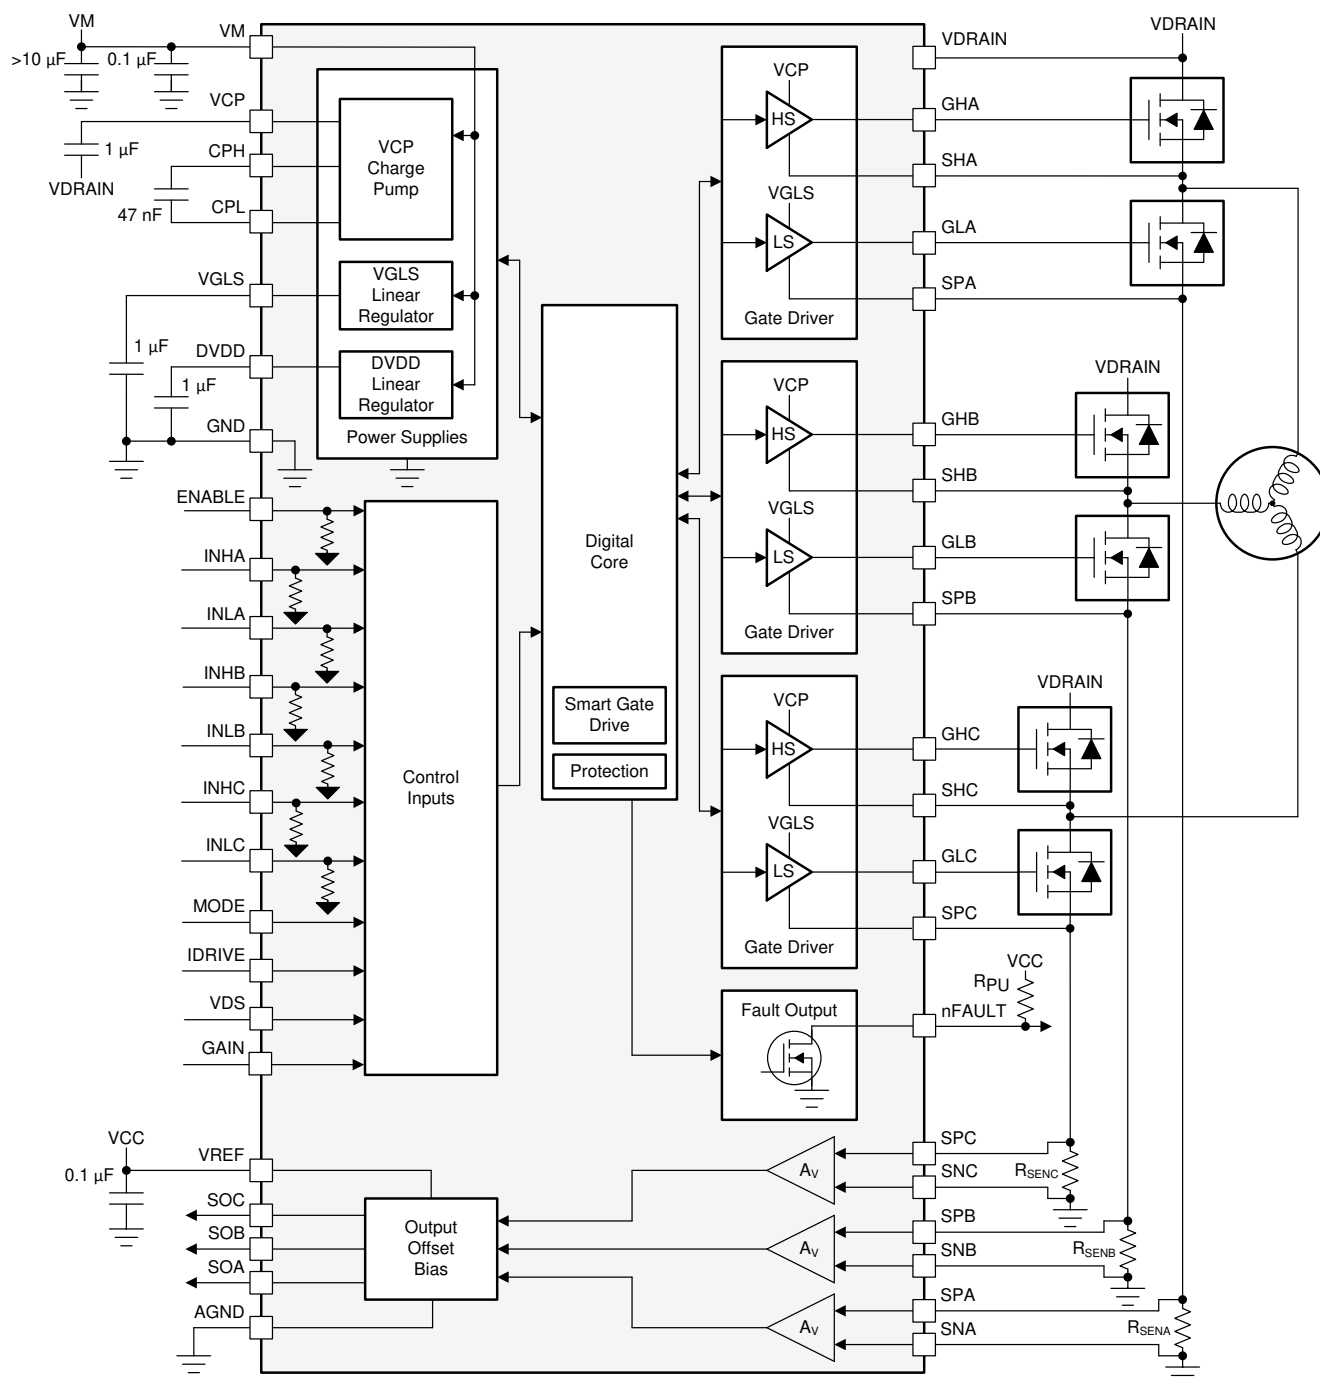 VM
>10 µF
0.1 µF
VM
VCP
1 µF
VDRAIN
CPH
47 nF
CPL
VGLS
1 µF
DVDD
1 µF
GND
VCP
Charge
Pump
VGLS
Linear
Regulator
DVDD
Linear
Regulator
Power Supplies
ENABLE
INHA
INLA
INHB
INLB
INHC
INLC
MODE
IDRIVE
VDS
GAIN
Control
Inputs
Digital
Core
Smart Gate
Drive
Protection
VCP
HS
VGLS
LS
Gate Driver
VCP
HS
VGLS
LS
Gate Driver
VCP
HS
VGLS
LS
Gate Driver
Fault Output
VDRAIN
VDRAIN
GHA
SHA
GLA
SPA
VDRAIN
GHB
SHB
GLB
SPB
VDRAIN
GHC
SHC
GLC
SPC
VCC
RPU
nFAULT
VCC
0.1 µF
VREF
SOC
SOB
SOA
AGND
Output
Offset
Bias
AV
AV
AV
SPC
SNC
RSENC
SPB
SNB
RSENB
SPA
SNA
RSENA